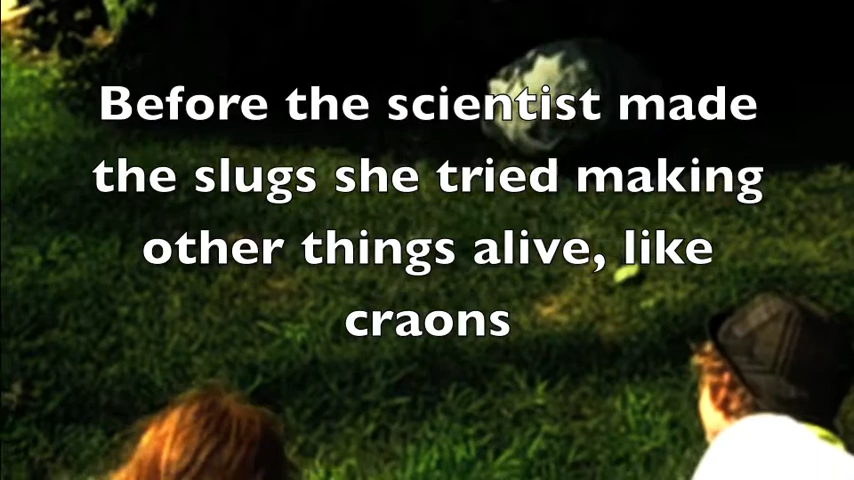 Before the scientist made
the slugs she tried making
other things alive, like
craons